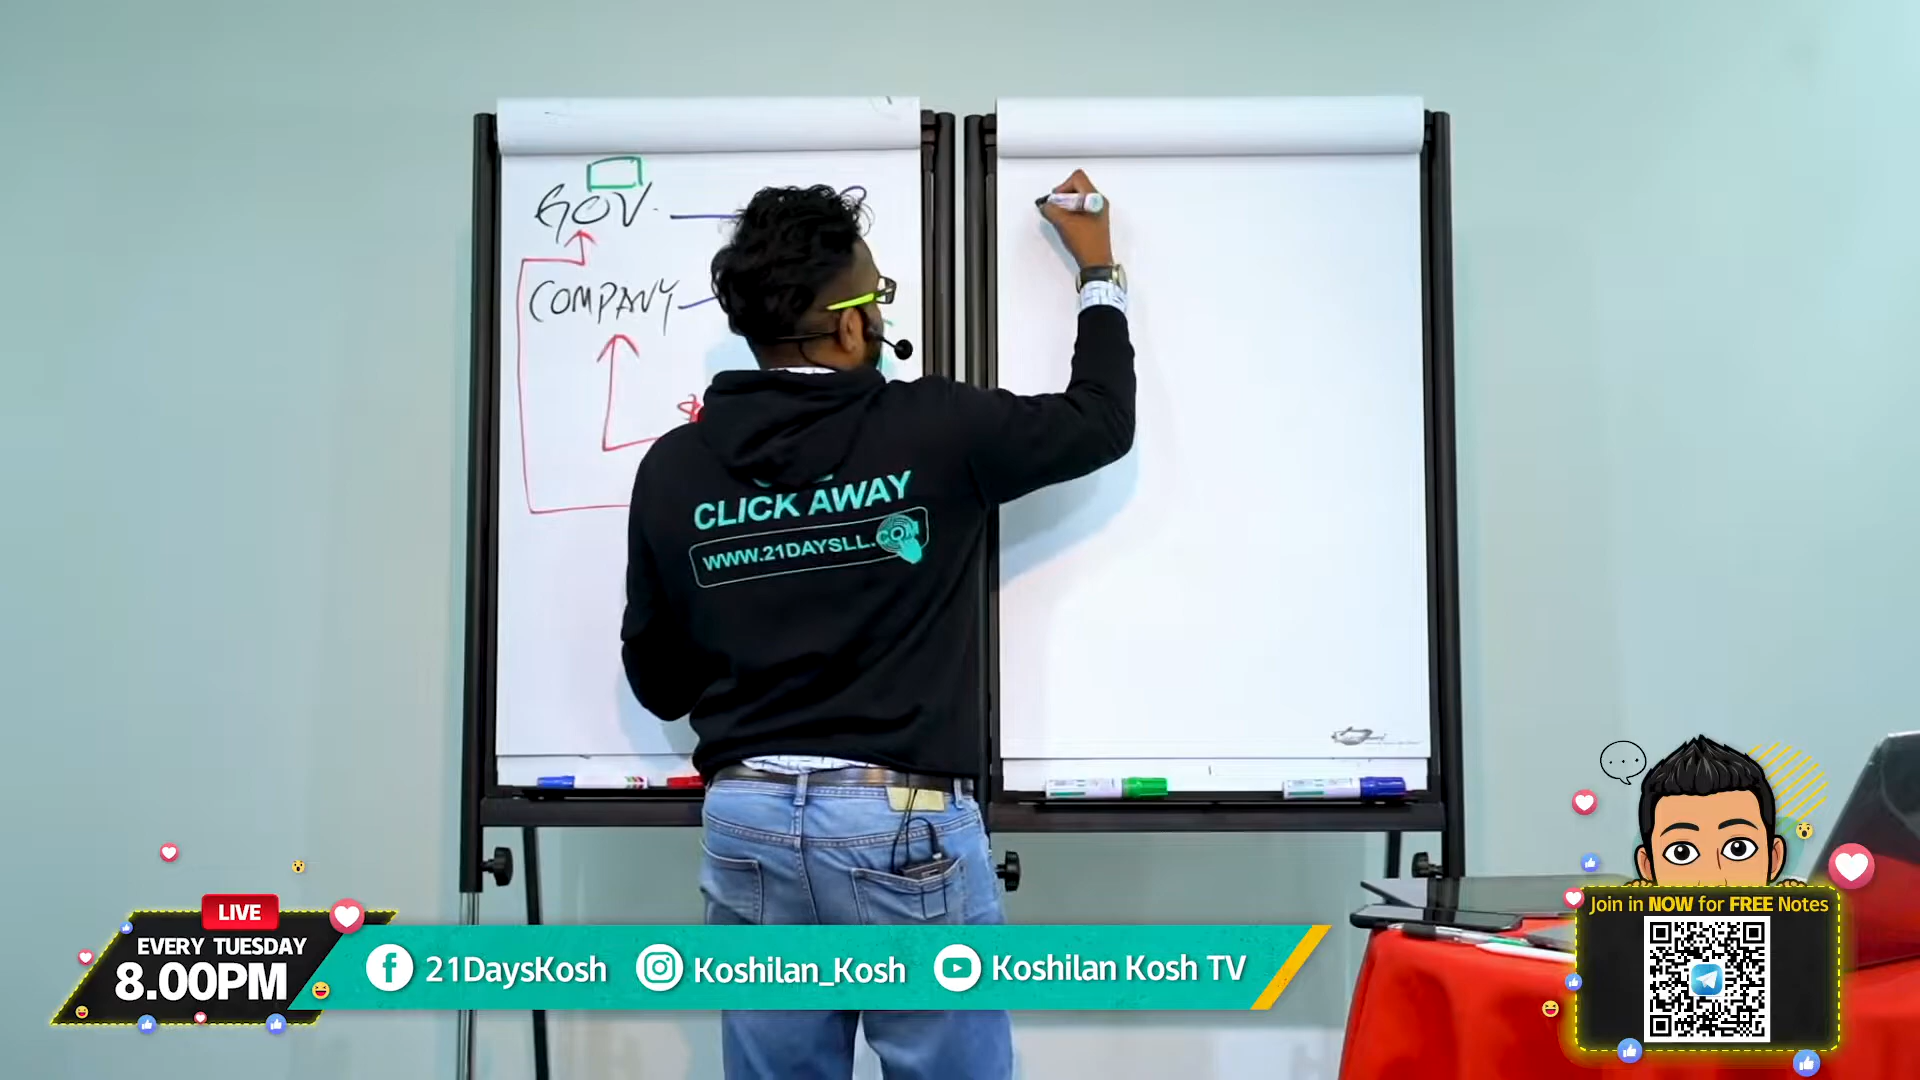 GOV.
COMPANY
CLICK AWAY
WWW.21DAYSLL.COM
LIVE
EVERY TUESDAY
8.00PM
21DaysKosh
Koshilan_Kosh
Koshilan Kosh TV
Join in NOW for FREE Notes